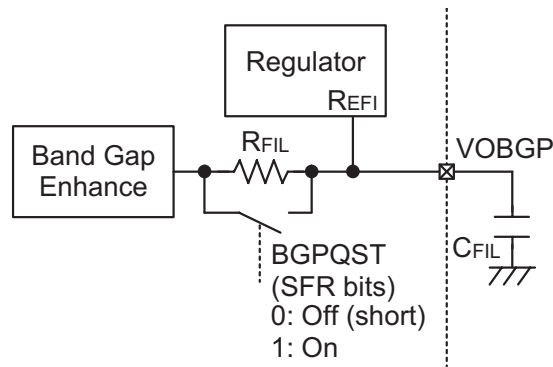 Regulator
REFI
RFIL
Band Gap
Enhance
VOBGP
CFIL
BGPQST
(SFR bits)
0: Off (short)
1: On